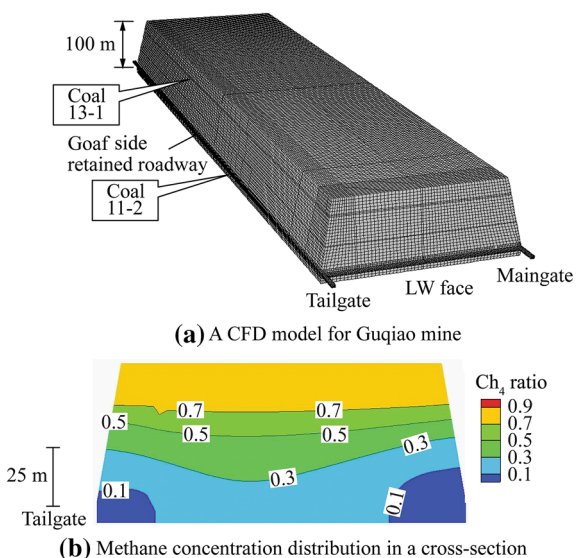 100 m
Coal
13-1
Goaf side
retained roadway
Coal
11-2
Tailgate
LW face
Maingate
(a) A CFD model for Guqiao mine
Ch4 ratio
0.9
0.7
0.5
0.3
0.1
0.7
0.7
0.5
0.5
0.5
0.3
0.3
0.1
0.1
25 m
Tailgate
(b) Methane concentration distribution in a cross-section